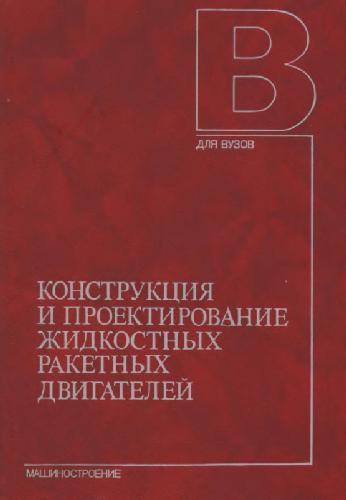 В
ДЛЯ ВУЗОВ
КОНСТРУКЦИЯ
И ПРОЕКТИРОВАНИЕ
ЖИДКОСТНЫХ
РАКЕТНЫХ
ДВИГАТЕЛЕЙ
МАШИНОСТРОЕНИЕ